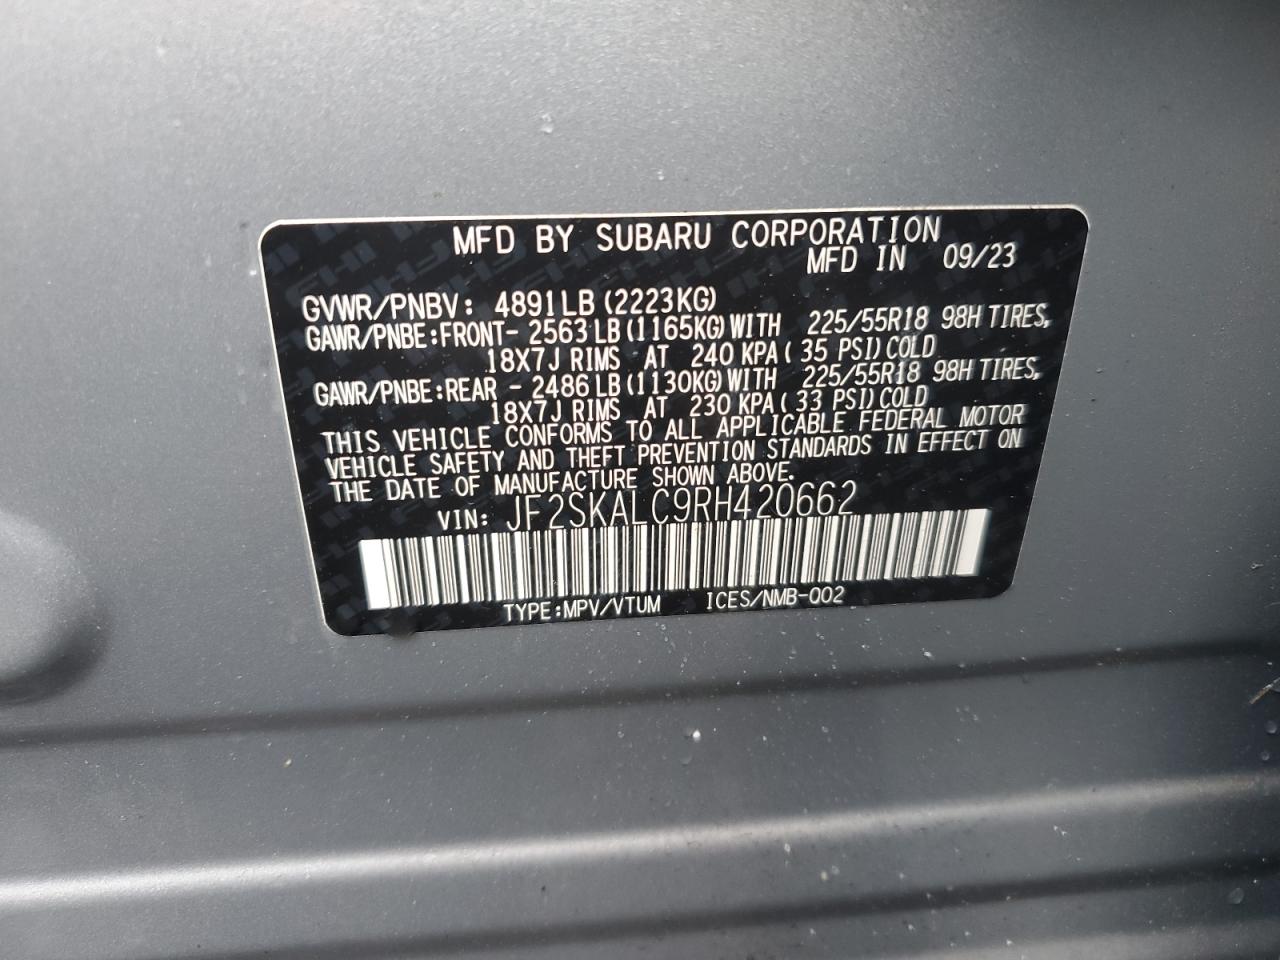 MFD BY SUBARU CORPORATION
MFD IN 09/23
GVWR/PNBV: 4891LB (2223KG)
GAWR/PNBE:FRONT- 2563LB (1165KG) WITH 225/55R18 98H TIRES,
18X7J RIMS AT 240 KPA ( 35 PSI) COLD
GAWR/PNBE:REAR - 2486LB (1130KG) WITH 225/55R18 98H TIRES,
18X7J RIMS AT 230 KPA ( 33 PSI) COLD
THIS VEHICLE CONFORMS TO ALL APPLICABLE FEDERAL MOTOR
VEHICLE SAFETY AND THEFT PREVENTION STANDARDS IN EFFECT ON
THE DATE OF MANUFACTURE SHOWN ABOVE.
VIN: JF2SKALC9RH420662
TYPE:MPV/VTUM ICES/NMB-002